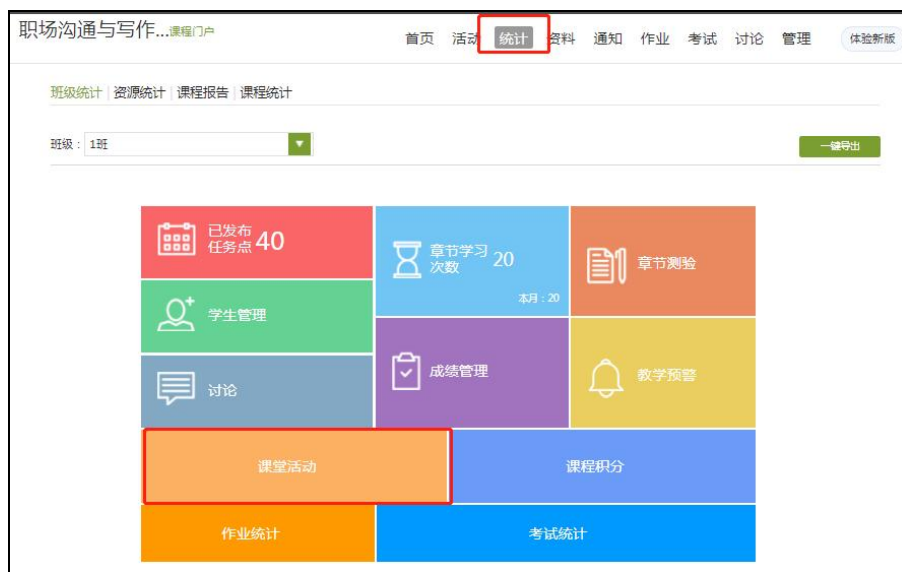 职场沟通与写作...课程门户
首页 活动 统计 资料 通知 作业 考试 讨论 管理 体验新版
班级统计 资源统计 课程报告 课程统计
班级：1班
一键导出
已发布
任务点 40
章节学习
次数 20
本月：20
章节测验
学生管理
讨论
成绩管理
教学预警
课堂活动
课程积分
作业统计
考试统计